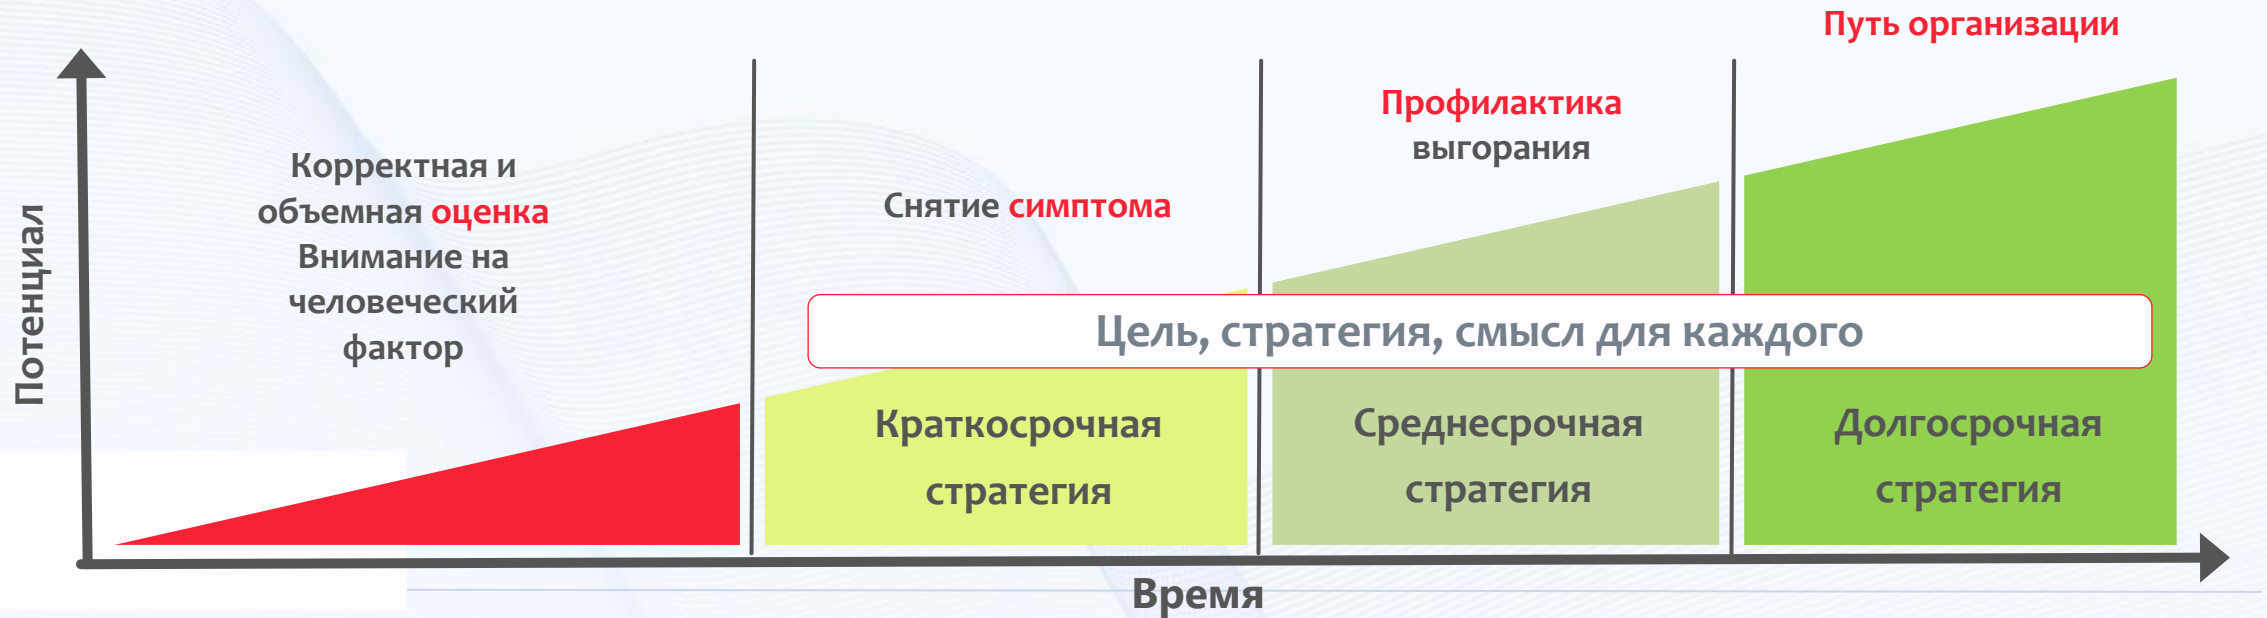 Путь организации
Профилактика
выгорания
Корректная и
объемная оценка
Внимание на
человеческий
фактор
Снятие симптома
Потенциал
Цель, стратегия, смысл для каждого
Краткосрочная
стратегия
Среднесрочная
стратегия
Долгосрочная
стратегия
Время